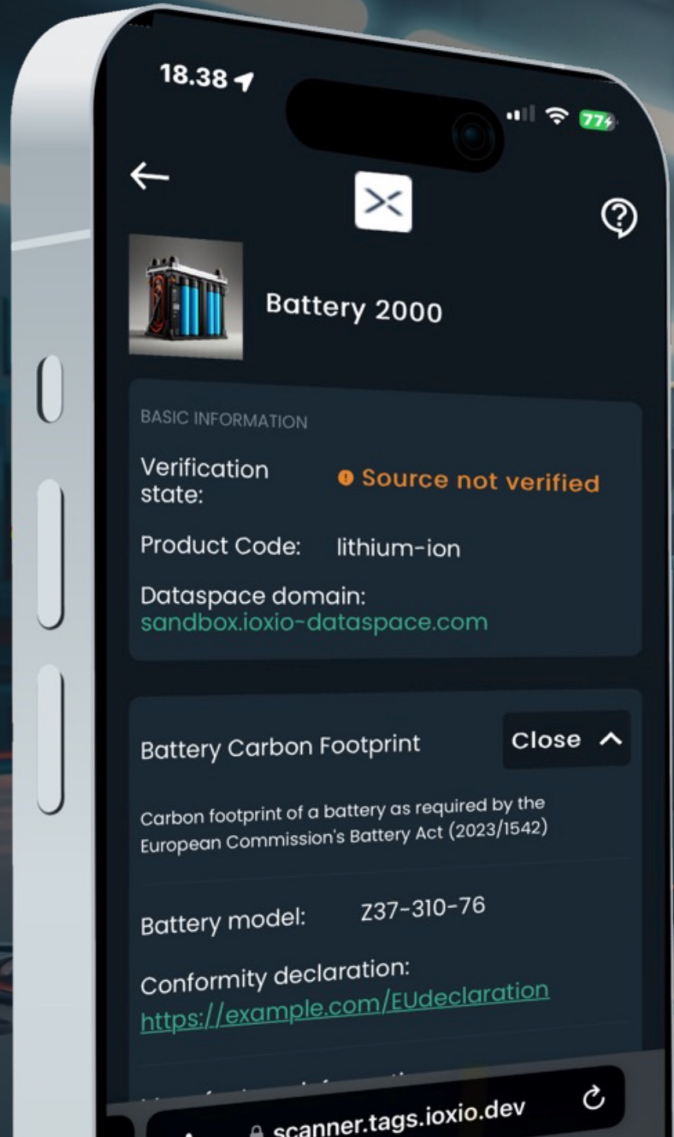 18.38
77
Battery 2000
BASIC INFORMATION
Verification
state:
Source not verified
Product Code: lithium-ion
Dataspace domain:
sandbox.ioxio-dataspace.com
Battery Carbon Footprint
Close
Carbon footprint of a battery as required by the
European Commission's Battery Act (2023/1542)
Battery model: Z37-310-76
Conformity declaration:
https://example.com/EUdeclaration
scanner.tags.ioxio.dev